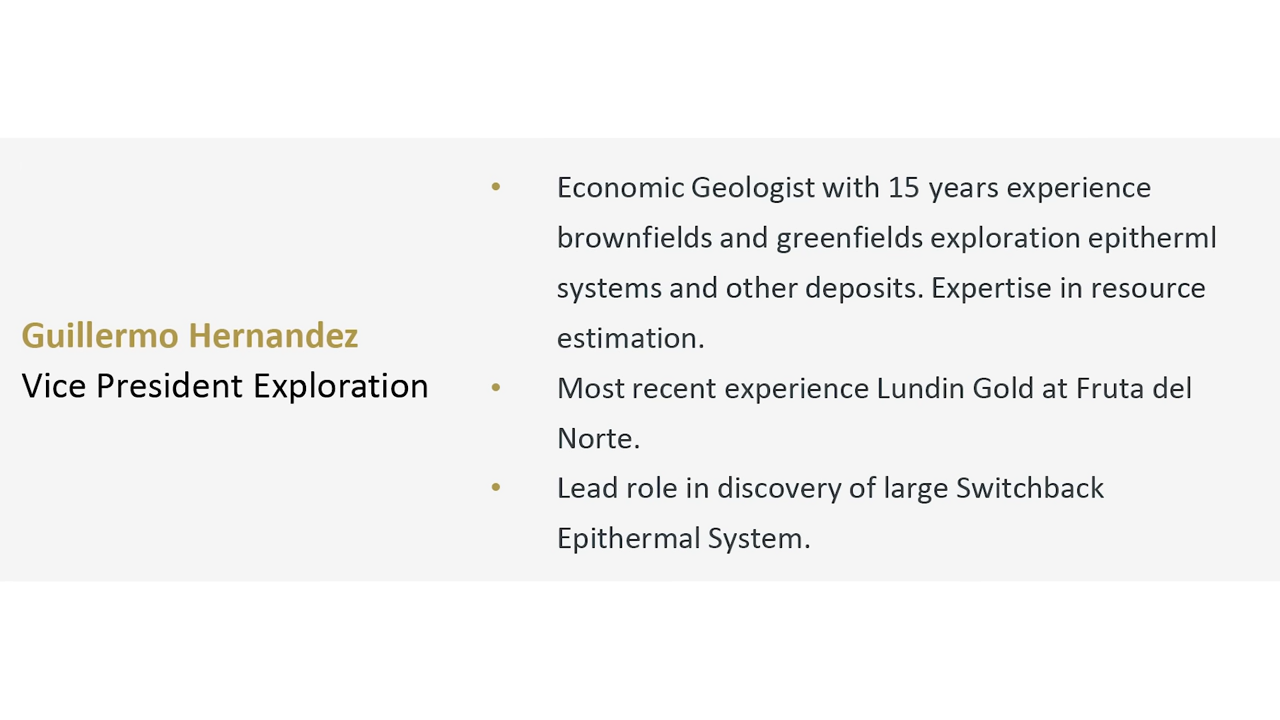 Guillermo Hernandez
Vice President Exploration
• Economic Geologist with 15 years experience
brownfields and greenfields exploration epitherml
systems and other deposits. Expertise in resource
estimation.
• Most recent experience Lundin Gold at Fruta del
Norte.
• Lead role in discovery of large Switchback
Epithermal System.